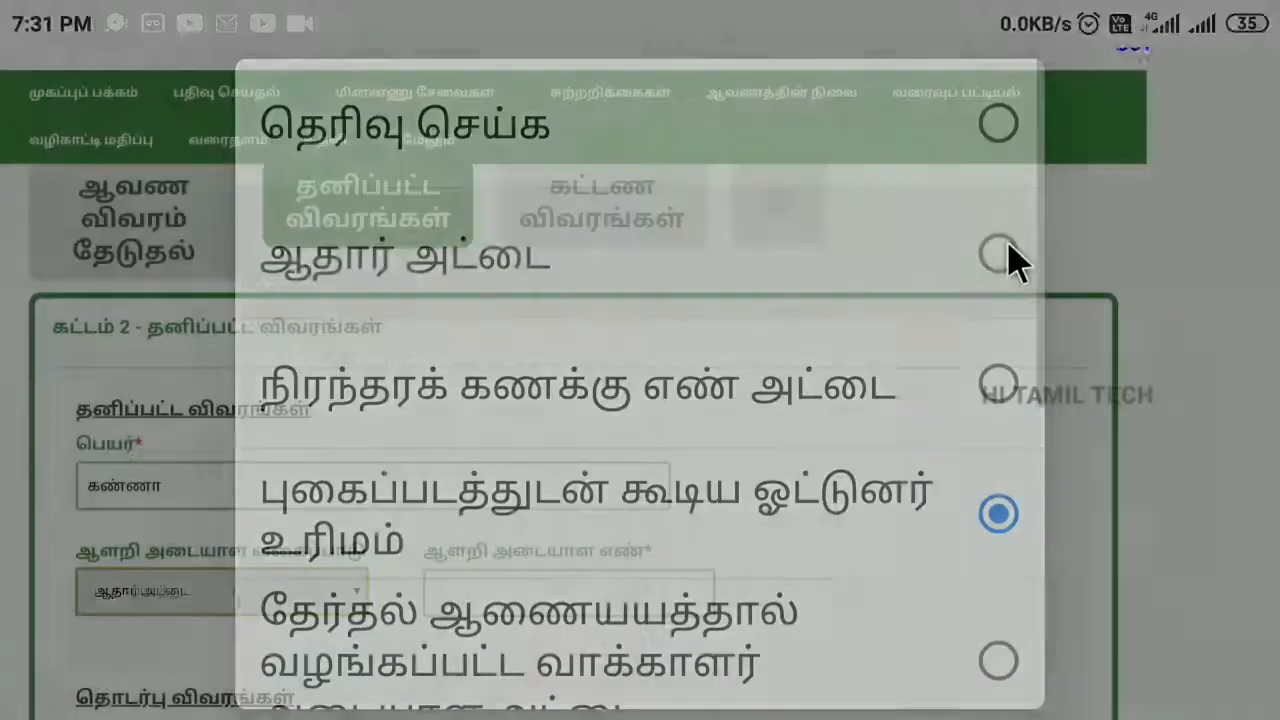 7:31 PM
0.0KB/s
4G
35
முகப்புப் பக்கம் பதிவு செய்தல் மின்னணு சேவைகள் சுற்றறிக்கைகள் ஆவணத்தின் நிலை வரைவுப் பட்டியல்
தெரிவு செய்க
வழிகாட்டி மதிப்பு
ஆவண விவரம் தேடுதல்
தனிப்பட்ட விவரங்கள்
கட்டண விவரங்கள்
ஆதார் அட்டை
கட்டம் 2 - தனிப்பட்ட விவரங்கள்
நிரந்தரக் கணக்கு எண் அட்டை
HI TAMIL TECH
தனிப்பட்ட விவரங்கள்
பெயர்*
கண்ணா
புகைப்படத்துடன் கூடிய ஓட்டுனர்
உரிமம்
ஆளறி அடையாள
ஆளறி அடையாள எண்*
ஆதார் அட்டை
தேர்தல் ஆணையயத்தால்
வழங்கப்பட்ட வாக்காளர்
தொடர்பு விவரங்கள்